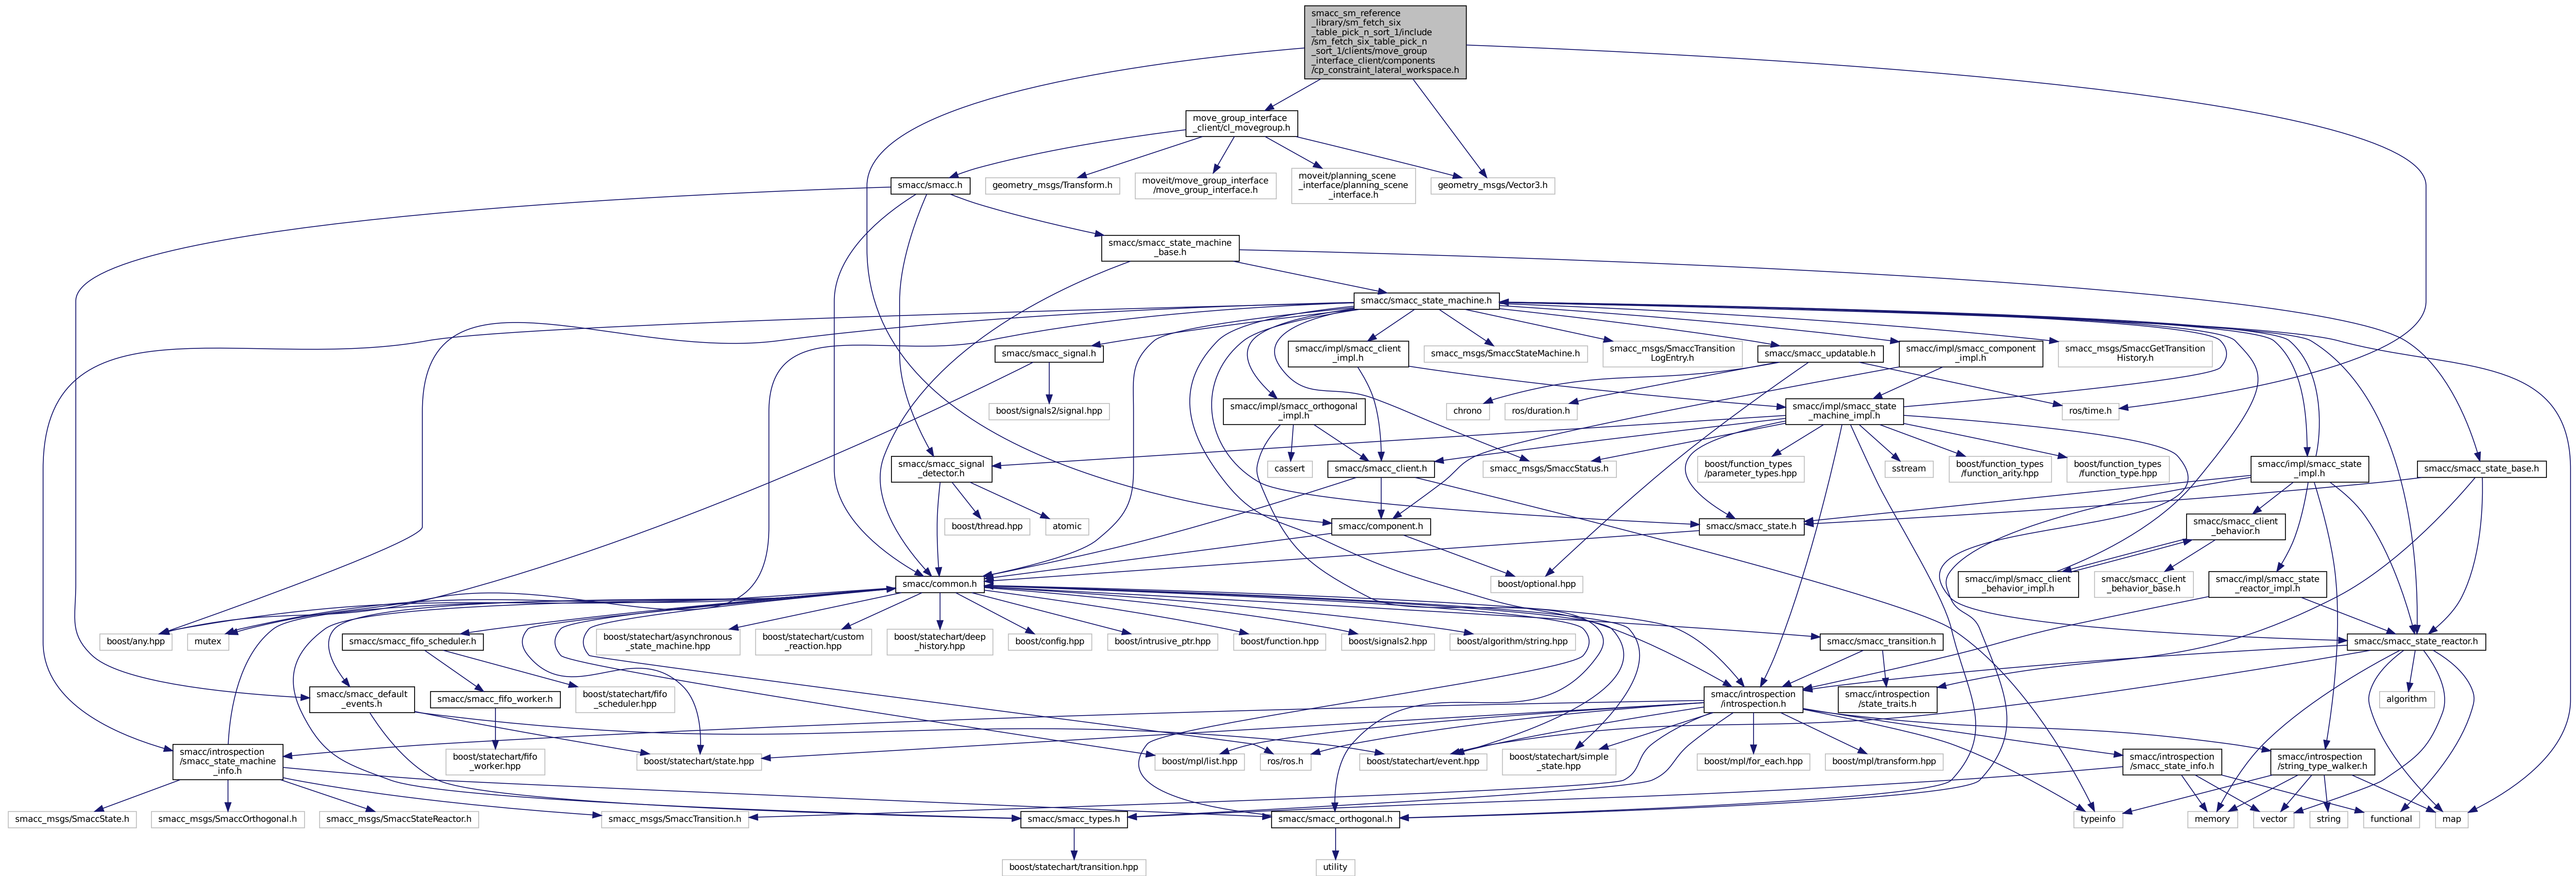 smacc_sm_reference
_library/sm_fetch_six
_table_pick_n_sort_1/include
/sm_fetch_six_table_pick_n
_sort_1/clients/move_group
_interface_client/components
/cp_constraint_lateral_workspace.h
move_group_interface
_client/cl_movegroup.h
smacc/smacc.h
geometry_msgs/Transform.h
moveit/move_group_interface
/move_group_interface.h
moveit/planning_scene
_interface/planning_scene
_interface.h
geometry_msgs/Vector3.h
smacc/smacc_state_machine
_base.h
smacc/smacc_state_machine.h
smacc/smacc_signal.h
smacc/impl/smacc_client
_impl.h
smacc_msgs/SmaccStateMachine.h
smacc_msgs/SmaccTransition
LogEntry.h
smacc/smacc_updatable.h
smacc/impl/smacc_component
_impl.h
smacc_msgs/SmaccGetTransition
History.h
boost/signals2/signal.hpp
smacc/impl/smacc_orthogonal
_impl.h
chrono
ros/duration.h
smacc/impl/smacc_state
_machine_impl.h
ros/time.h
smacc/smacc_signal
_detector.h
cassert
smacc/smacc_client.h
smacc_msgs/SmaccStatus.h
boost/function_types
/parameter_types.hpp
sstream
boost/function_types
/function_arity.hpp
boost/function_types
/function_type.hpp
smacc/impl/smacc_state
_impl.h
smacc/smacc_state_base.h
boost/thread.hpp
atomic
smacc/component.h
smacc/smacc_state.h
smacc/smacc_client
_behavior.h
smacc/common.h
boost/optional.hpp
smacc/impl/smacc_client
_behavior_impl.h
smacc/smacc_client
_behavior_base.h
smacc/impl/smacc_state
_reactor_impl.h
boost/any.hpp
mutex
smacc/smacc_fifo_scheduler.h
boost/statechart/asynchronous
_state_machine.hpp
boost/statechart/custom
_reaction.hpp
boost/statechart/deep
_history.hpp
boost/config.hpp
boost/intrusive_ptr.hpp
boost/function.hpp
boost/signals2.hpp
boost/algorithm/string.hpp
smacc/smacc_transition.h
smacc/smacc_state_reactor.h
smacc/smacc_default
_events.h
smacc/smacc_fifo_worker.h
boost/statechart/fifo
_scheduler.hpp
smacc/introspection
/introspection.h
smacc/introspection
/state_traits.h
algorithm
smacc/introspection
/smacc_state_machine
_info.h
boost/statechart/fifo
_worker.hpp
boost/statechart/state.hpp
boost/mpl/list.hpp
ros/ros.h
boost/statechart/event.hpp
boost/statechart/simple
_state.hpp
boost/mpl/for_each.hpp
boost/mpl/transform.hpp
smacc/introspection
/smacc_state_info.h
smacc/introspection
/string_type_walker.h
smacc_msgs/SmaccState.h
smacc_msgs/SmaccOrthogonal.h
smacc_msgs/SmaccStateReactor.h
smacc_msgs/SmaccTransition.h
smacc/smacc_types.h
smacc/smacc_orthogonal.h
typeinfo
memory
vector
string
functional
map
boost/statechart/transition.hpp
utility